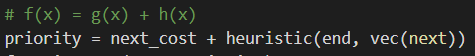 # f(x) = g(x) + h(x)
priority = next_cost + heuristic(end, vec(next))